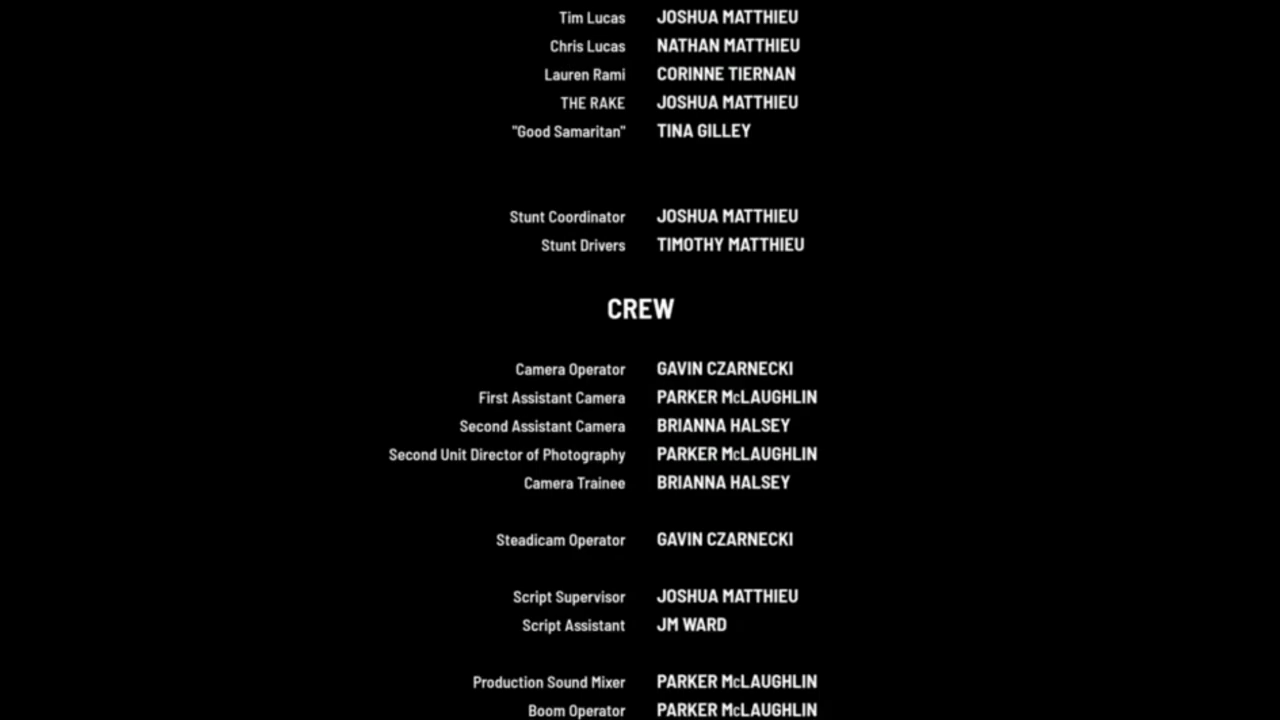 Tim Lucas JOSHUA MATTHIEU
Chris Lucas NATHAN MATTHIEU
Lauren Rami CORINNE TIERNAN
THE RAKE JOSHUA MATTHIEU
"Good Samaritan" TINA GILLEY
Stunt Coordinator JOSHUA MATTHIEU
Stunt Drivers TIMOTHY MATTHIEU
CREW
Camera Operator GAVIN CZARNECKI
First Assistant Camera PARKER McLAUGHLIN
Second Assistant Camera BRIANNA HALSEY
Second Unit Director of Photography PARKER McLAUGHLIN
Camera Trainee BRIANNA HALSEY
Steadicam Operator GAVIN CZARNECKI
Script Supervisor JOSHUA MATTHIEU
Script Assistant JM WARD
Production Sound Mixer PARKER McLAUGHLIN
Boom Operator PARKER McLAUGHLIN